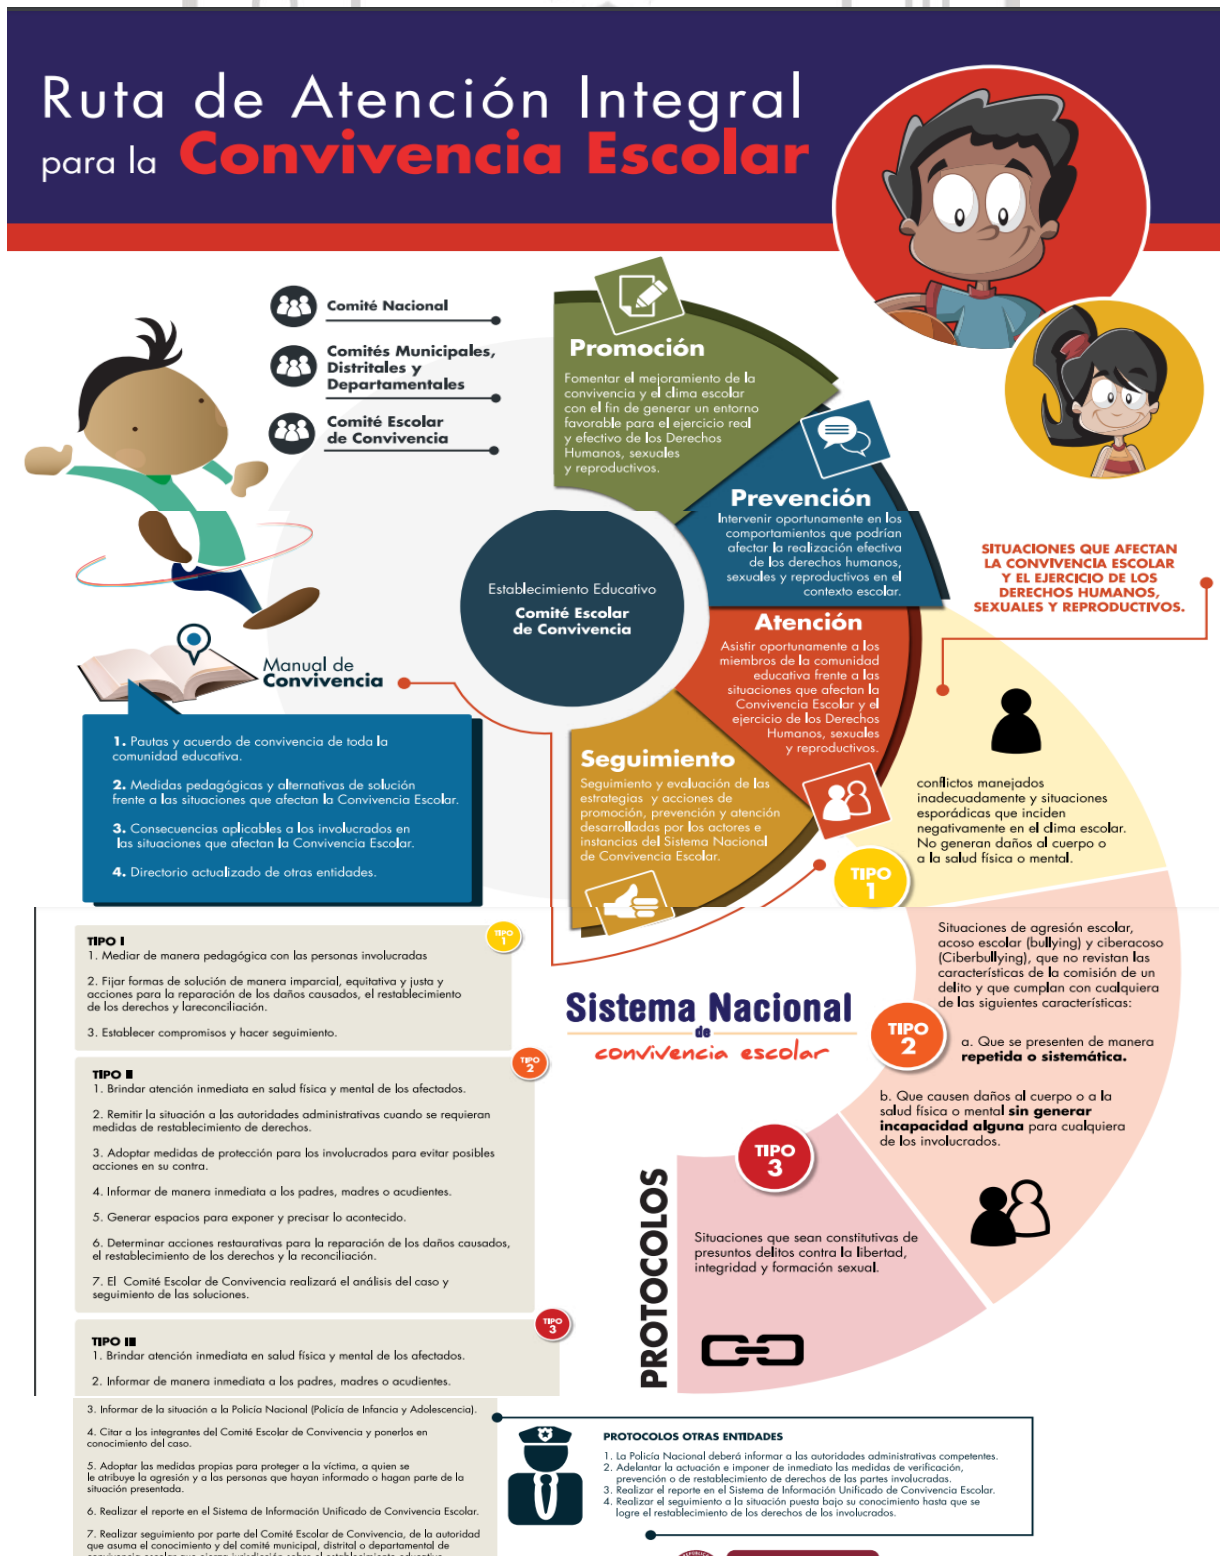 Ruta de Atención Integral
para la Convivencia Escolar
Comité Nacional
Comités Municipales,
Distritales y
Departamentales
Comité Escolar
de Convivencia
Promoción
Fomentar el mejoramiento de la
convivencia y el clima escolar
con el fin de generar un entorno
favorable para el ejercicio real
y efectivo de los Derechos
Humanos, sexuales
y reproductivos.
Prevención
Intervenir oportunamente en los
comportamientos que podrían
afectar la realización efectiva
de los derechos humanos,
sexuales y reproductivos en el
contexto escolar.
SITUACIONES QUE AFECTAN
LA CONVIVENCIA ESCOLAR
Y EL EJERCICIO DE LOS
DERECHOS HUMANOS,
SEXUALES Y REPRODUCTIVOS.
Establecimiento Educativo
Comité Escolar
de Convivencia
Atención
Asistir oportunamente a los
miembros de la comunidad
educativa frente a las
situaciones que afectan la
Convivencia Escolar y el
ejercicio de los Derechos
Humanos, sexuales
y reproductivos.
Manual de
Convivencia
1. Pautas y acuerdo de convivencia de toda la
comunidad educativa.
2. Medidas pedagógicas y alternativas de solución
frente a las situaciones que afectan la Convivencia Escolar.
3. Consecuencias aplicables a los involucrados en
las situaciones que afectan la Convivencia Escolar.
4. Directorio actualizado de otras entidades.
Seguimiento
Seguimiento y evaluación de las
estrategias y acciones de
promoción, prevención y atención
desarrolladas por los actores e
instancias del Sistema Nacional
de Convivencia Escolar.
conflictos manejados
inadecuadamente y situaciones
esporádicas que inciden
negativamente en el clima escolar.
No generan daños al cuerpo o
a la salud física o mental.
TIPO
1
TIPO I
TIPO
1
1. Mediar de manera pedagógica con las personas involucradas
2. Fijar formas de solución de manera imparcial, equitativa y justa y
acciones para la reparación de los daños causados, el restablecimiento
de los derechos y lareconciliación.
3. Establecer compromisos y hacer seguimiento.
Sistema Nacional
de
convivencia escolar
Situaciones de agresión escolar,
acoso escolar (bullying) y ciberacoso
(Ciberbullying), que no revistan las
características de la comisión de un
delito y que cumplan con cualquiera
de las siguientes características:
TIPO
2
a. Que se presenten de manera
repetida o sistemática.
b. Que causen daños al cuerpo o a la
salud física o mental sin generar
incapacidad alguna para cualquiera
de los involucrados.
TIPO II
TIPO
2
1. Brindar atención inmediata en salud física y mental de los afectados.
2. Remitir la situación a las autoridades administrativas cuando se requieran
medidas de restablecimiento de derechos.
3. Adoptar medidas de protección para los involucrados para evitar posibles
acciones en su contra.
4. Informar de manera inmediata a los padres, madres o acudientes.
5. Generar espacios para exponer y precisar lo acontecido.
6. Determinar acciones restaurativas para la reparación de los daños causados,
el restablecimiento de los derechos y la reconciliación.
7. El Comité Escolar de Convivencia realizará el análisis del caso y
seguimiento de las soluciones.
PROTOCOLOS
TIPO
3
Situaciones que sean constitutivas de
presuntos delitos contra la libertad,
integridad y formación sexual.
TIPO III
TIPO
3
1. Brindar atención inmediata en salud física y mental de los afectados.
2. Informar de manera inmediata a los padres, madres o acudientes.
3. Informar de la situación a la Policía Nacional (Policía de Infancia y Adolescencia).
4. Citar a los integrantes del Comité Escolar de Convivencia y ponerlos en
conocimiento del caso.
5. Adoptar las medidas propias para proteger a la víctima, a quien se
le atribuye la agresión y a las personas que hayan informado o hagan parte de la
situación presentada.
6. Realizar el reporte en el Sistema de Información Unificado de Convivencia Escolar.
7. Realizar seguimiento por parte del Comité Escolar de Convivencia, de la autoridad
que asuma el conocimiento y del comité municipal, distrital o departamental de
PROTOCOLOS OTRAS ENTIDADES
1. La Policía Nacional deberá informar a las autoridades administrativas competentes.
2. Adelantar la actuación e imponer de inmediato las medidas de verificación,
prevención o de restablecimiento de derechos de las partes involucradas.
3. Realizar el reporte en el Sistema de Información Unificado de Convivencia Escolar.
4. Realizar el seguimiento a la situación puesta bajo su conocimiento hasta que se
logre el restablecimiento de los derechos de los involucrados.